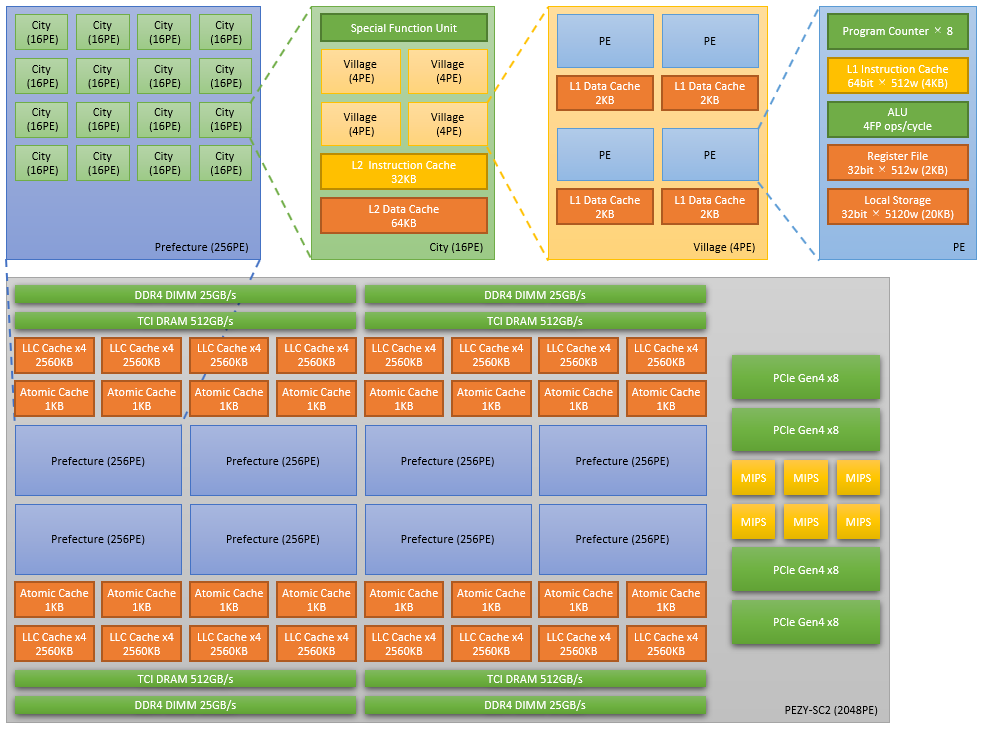 City
(16PE)
City
(16PE)
City
(16PE)
City
(16PE)
City
(16PE)
City
(16PE)
City
(16PE)
City
(16PE)
City
(16PE)
City
(16PE)
City
(16PE)
City
(16PE)
City
(16PE)
City
(16PE)
City
(16PE)
City
(16PE)
Prefecture (256PE)
Special Function Unit
Village
(4PE)
Village
(4PE)
Village
(4PE)
Village
(4PE)
L2 Instruction Cache
32KB
L2 Data Cache
64KB
City (16PE)
PE
PE
L1 Data Cache
2KB
L1 Data Cache
2KB
PE
PE
L1 Data Cache
2KB
L1 Data Cache
2KB
Village (4PE)
Program Counter × 8
L1 Instruction Cache
64bit × 512w (4KB)
ALU
4FP ops/cycle
Register File
32bit × 512w (2KB)
Local Storage
32bit × 5120w (20KB)
PE
DDR4 DIMM 25GB/s
DDR4 DIMM 25GB/s
TCI DRAM 512GB/s
TCI DRAM 512GB/s
LLC Cache x4
2560KB
LLC Cache x4
2560KB
LLC Cache x4
2560KB
LLC Cache x4
2560KB
LLC Cache x4
2560KB
LLC Cache x4
2560KB
LLC Cache x4
2560KB
LLC Cache x4
2560KB
Atomic Cache
1KB
Atomic Cache
1KB
Atomic Cache
1KB
Atomic Cache
1KB
Atomic Cache
1KB
Atomic Cache
1KB
Atomic Cache
1KB
Atomic Cache
1KB
Prefecture (256PE)
Prefecture (256PE)
Prefecture (256PE)
Prefecture (256PE)
Prefecture (256PE)
Prefecture (256PE)
Prefecture (256PE)
Prefecture (256PE)
Atomic Cache
1KB
Atomic Cache
1KB
Atomic Cache
1KB
Atomic Cache
1KB
Atomic Cache
1KB
Atomic Cache
1KB
Atomic Cache
1KB
Atomic Cache
1KB
LLC Cache x4
2560KB
LLC Cache x4
2560KB
LLC Cache x4
2560KB
LLC Cache x4
2560KB
LLC Cache x4
2560KB
LLC Cache x4
2560KB
LLC Cache x4
2560KB
LLC Cache x4
2560KB
TCI DRAM 512GB/s
TCI DRAM 512GB/s
DDR4 DIMM 25GB/s
DDR4 DIMM 25GB/s
PCIe Gen4 x8
PCIe Gen4 x8
MIPS
MIPS
MIPS
MIPS
MIPS
MIPS
PCIe Gen4 x8
PCIe Gen4 x8
PEZY-SC2 (2048PE)